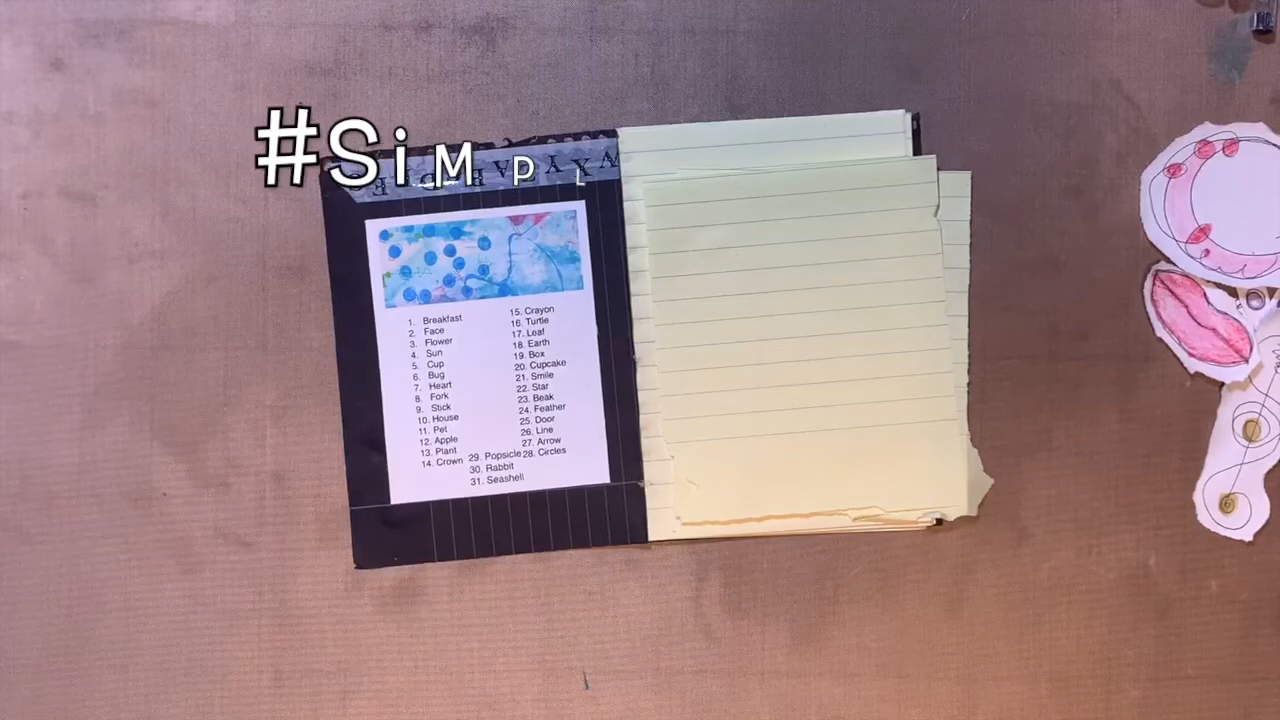 #SiMPL
1. Breakfast
2. Face
3. Flower
4. Sun
5. Cup
6. Bug
7. Heart
8. Fork
9. Stick
10. House
11. Pet
12. Apple
13. Plant
14. Crown
15. Crayon
16. Turtle
17. Leaf
18. Earth
19. Box
20. Cupcake
21. Smile
22. Star
23. Beak
24. Feather
25. Door
26. Line
27. Arrow
28. Circles
29. Popsicle
30. Rabbit
31. Seashell